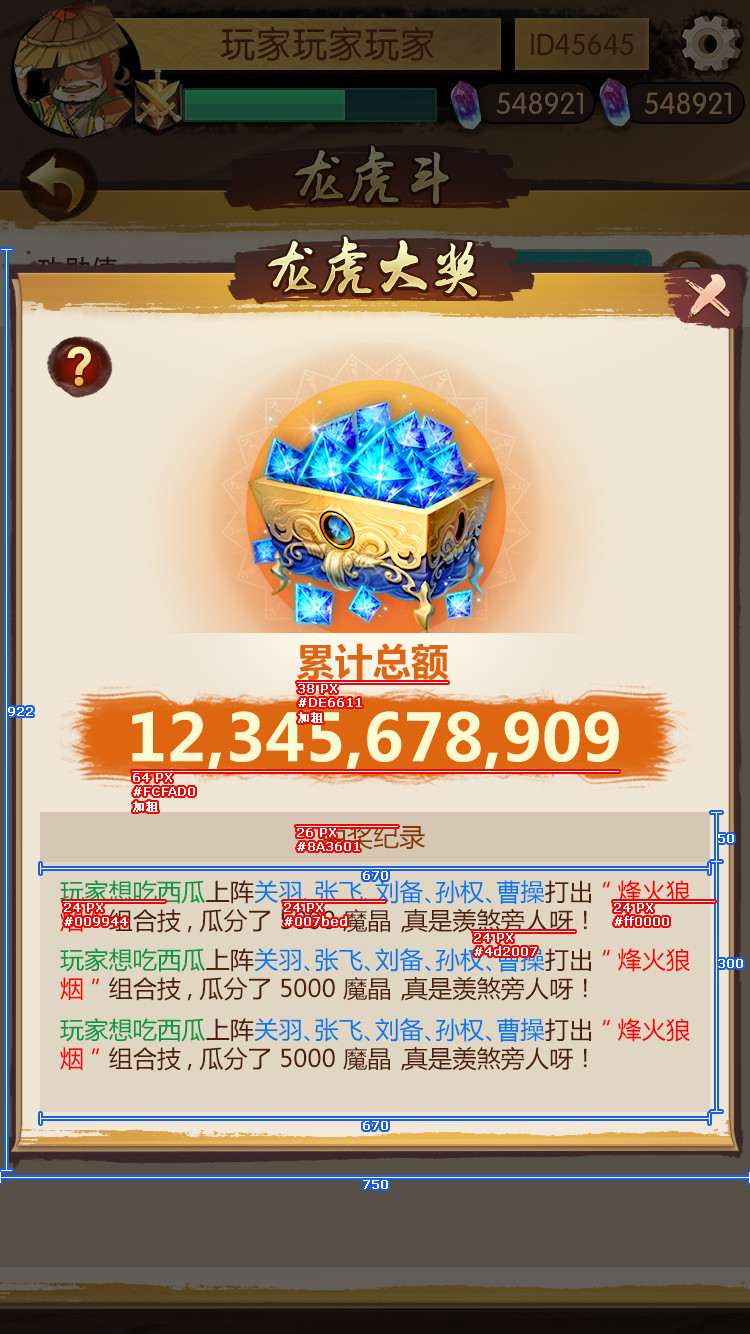 玩家玩家玩家
ID45645
548921
548921
龙虎斗
功勋值
龙虎大奖
?
累计总额
38 PX
#DE6611
加粗
12,345,678,909
64 PX
#FCFAD0
加粗
922
奖纪录
26 PX
#8A3601
50
670
玩家想吃西瓜上阵关羽、张飞、刘备、孙权、曹操打出 “ 烽火狼
24 PX
#009944
24 PX
#007bed
24 PX
#ff0000
组合技 , 瓜分了 5000 魔晶 ,真是羡煞旁人呀 !
24 PX
#4d2007
300
玩家想吃西瓜上阵关羽、张飞、刘备、孙权、曹操打出 “ 烽火狼
烟 ” 组合技 , 瓜分了 5000 魔晶 ,真是羡煞旁人呀 !
玩家想吃西瓜上阵关羽、张飞、刘备、孙权、曹操打出 “ 烽火狼
烟 ” 组合技 , 瓜分了 5000 魔晶 ,真是羡煞旁人呀 !
670
750